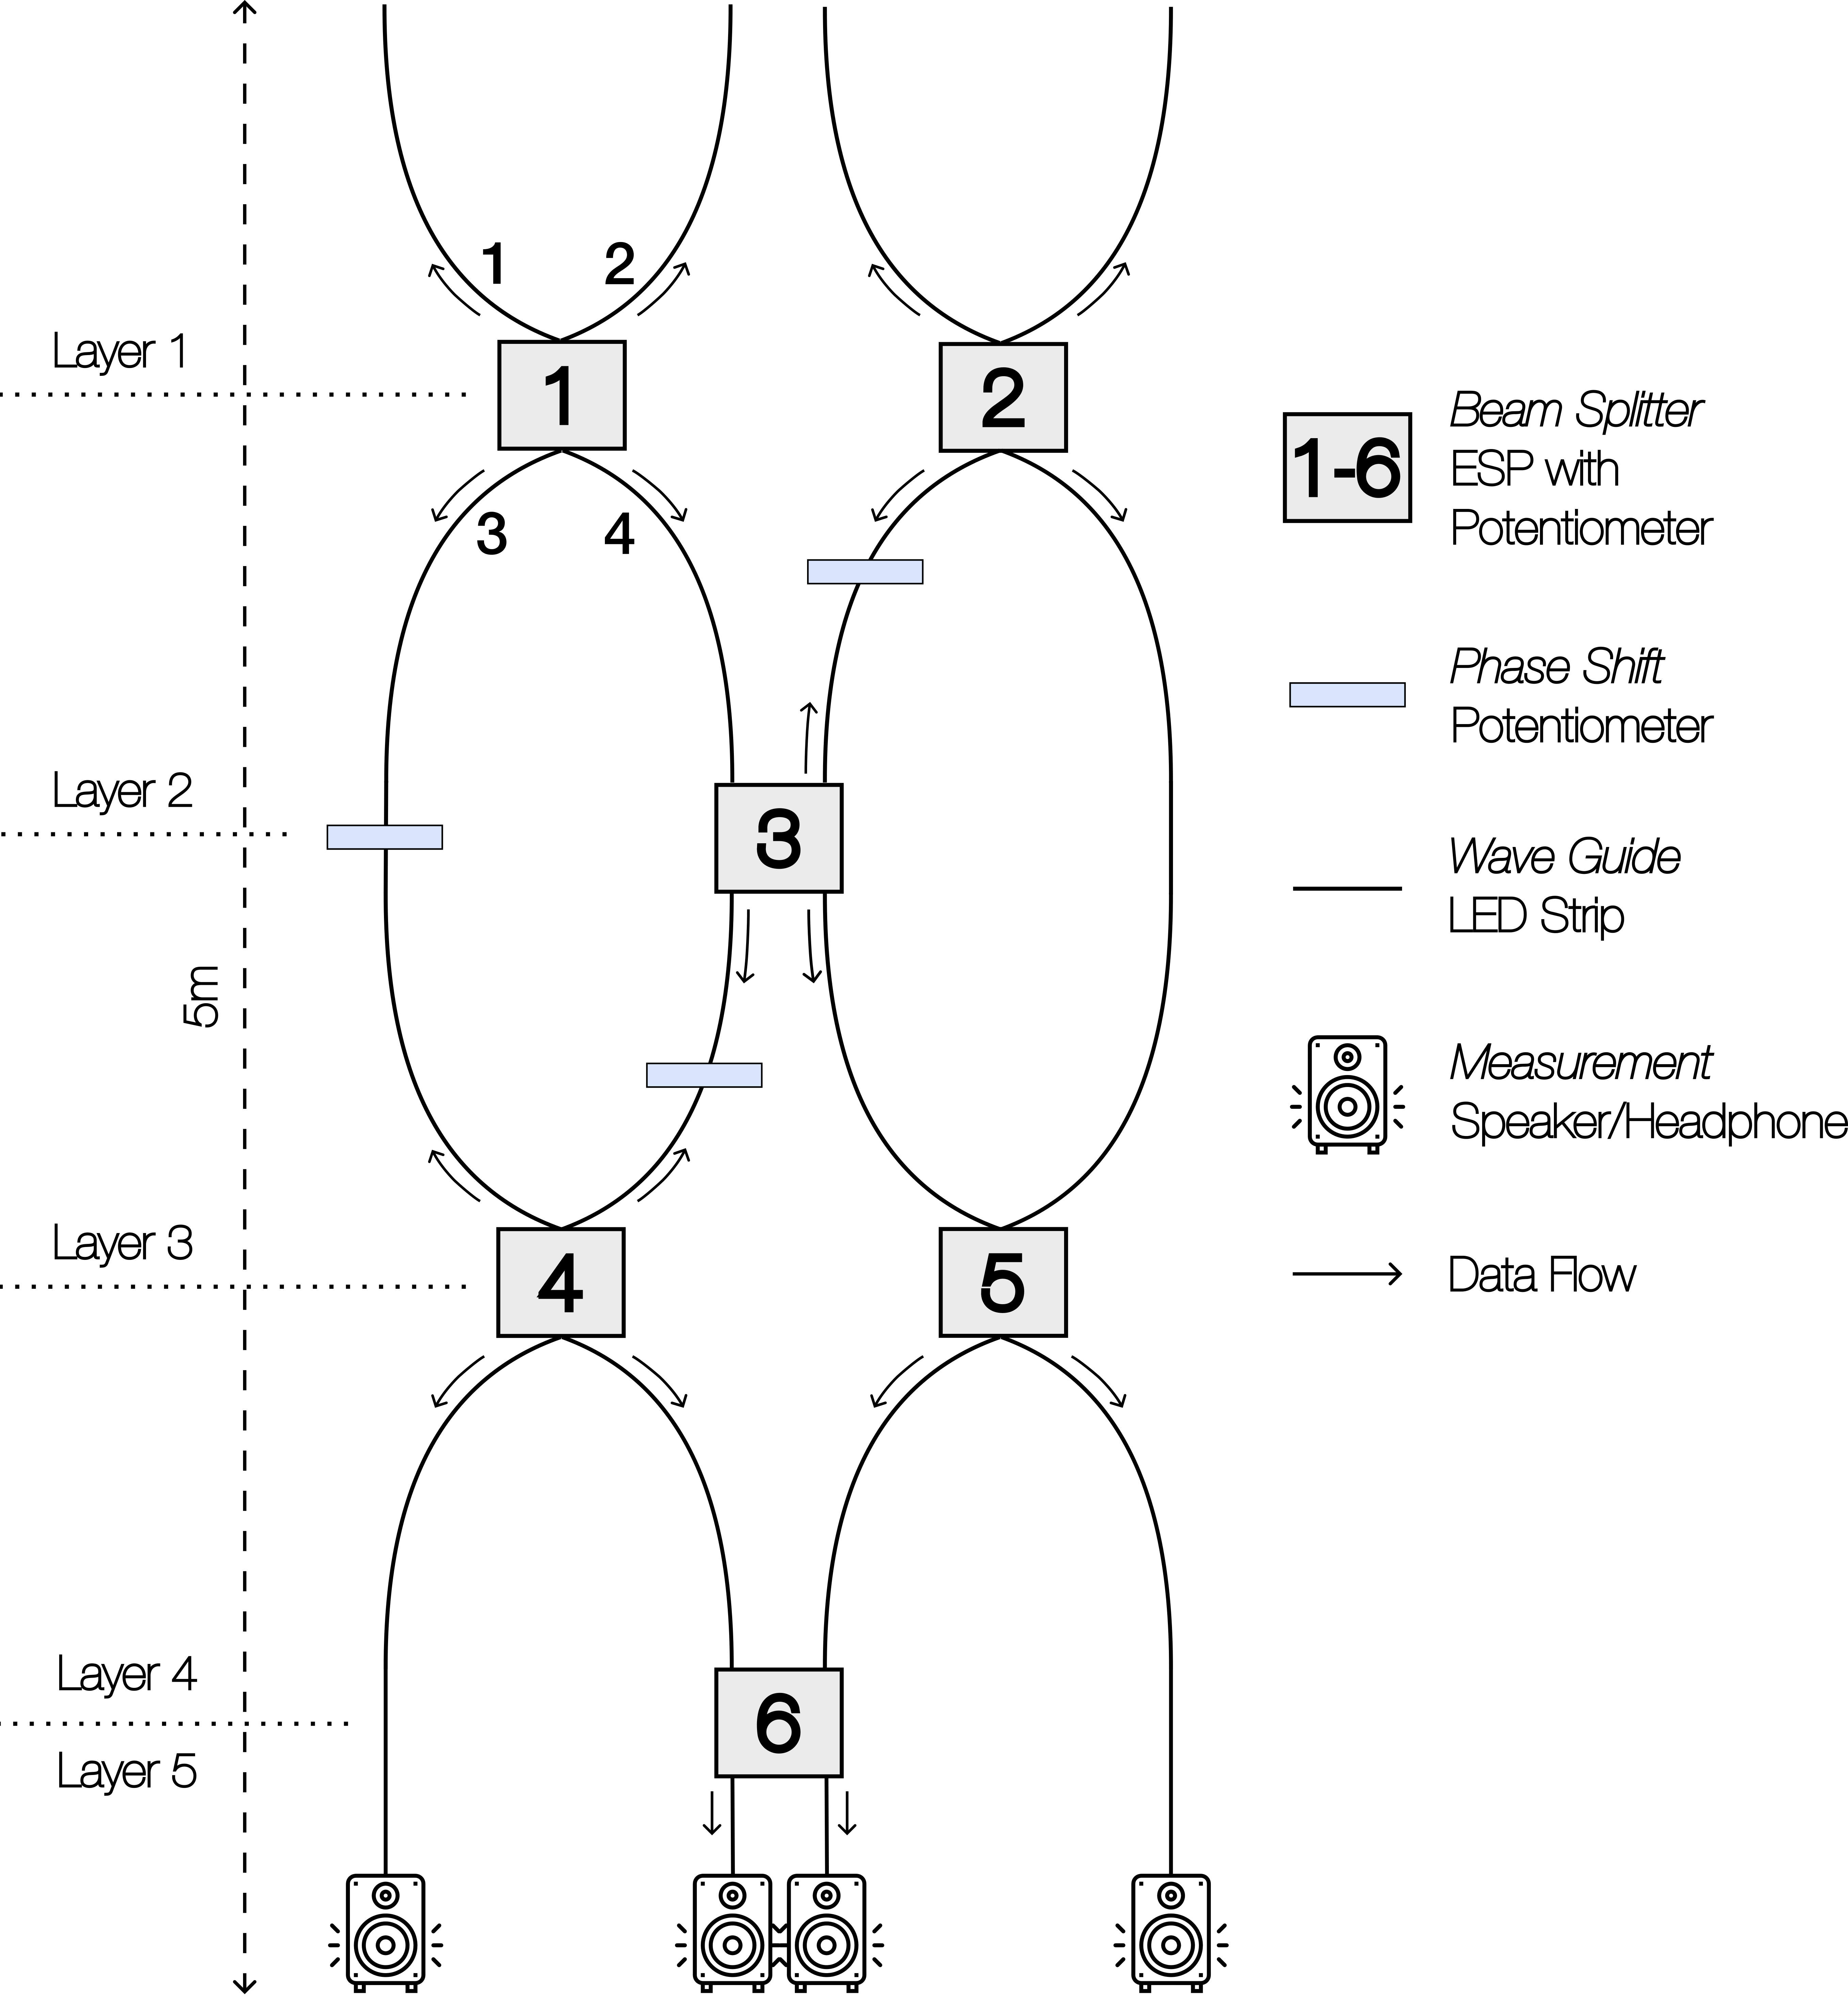 1 2
Layer 1
1
2
3 4
Layer 2
3
5m
Layer 3
4
5
Layer 4
6
Layer 5
1-6
Beam Splitter
ESP with
Potentiometer
Phase Shift
Potentiometer
Wave Guide
LED Strip
Measurement
Speaker/Headphone
Data Flow